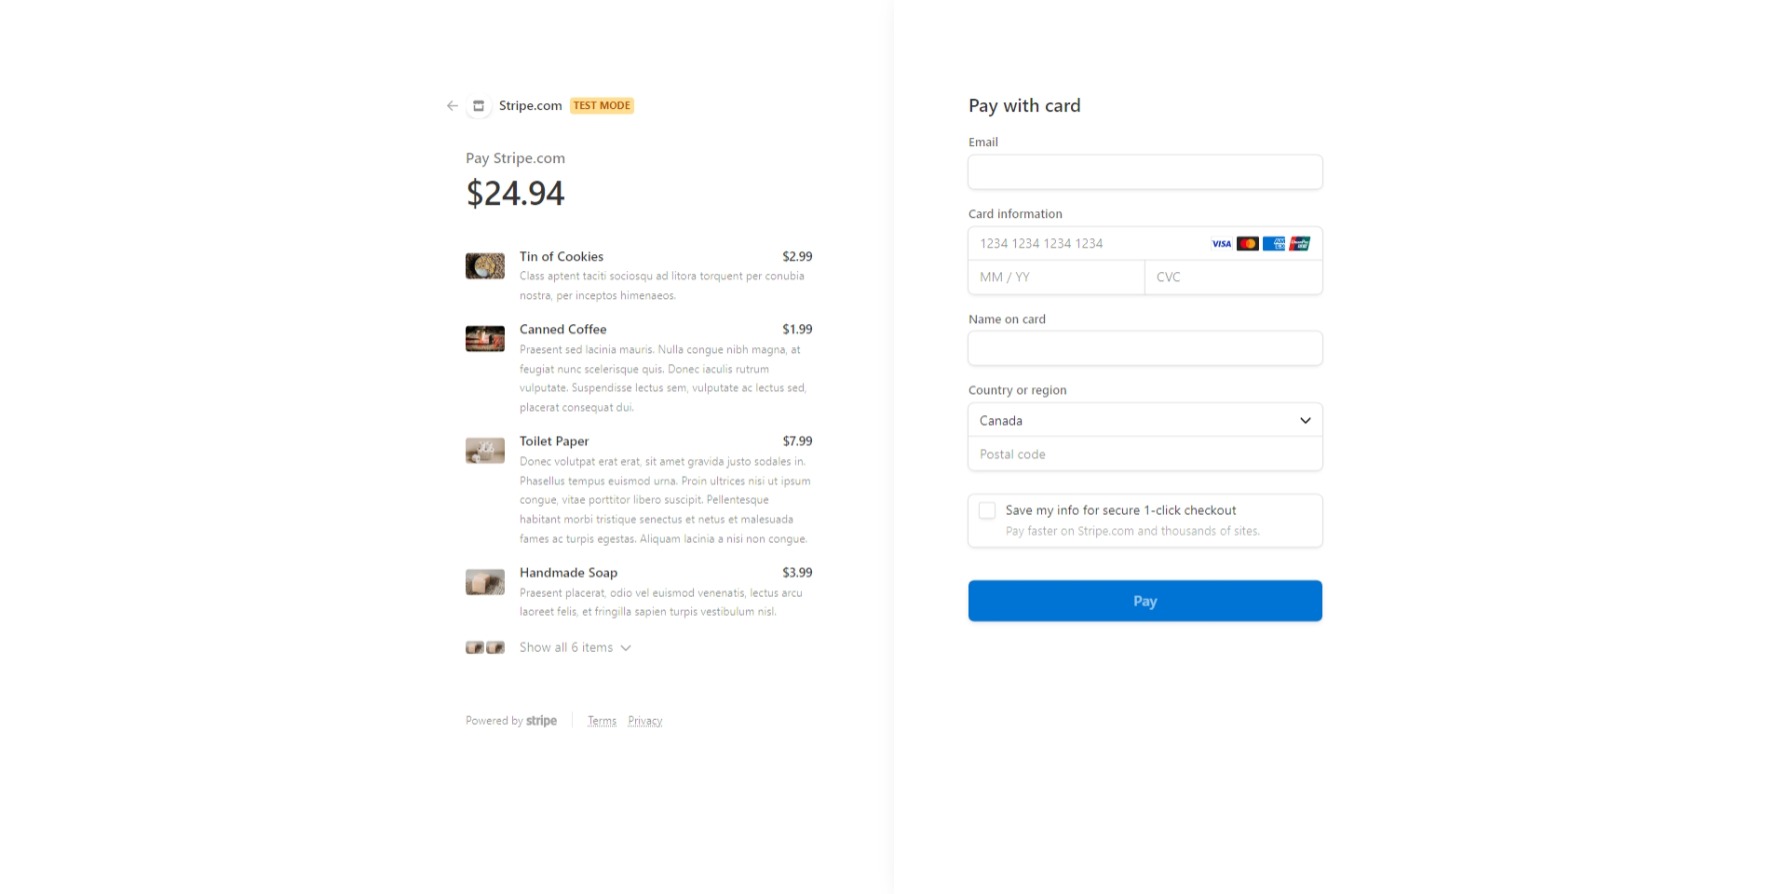 Stripe.com TEST MODE
Pay Stripe.com
$24.94
Tin of Cookies $2.99
Class aptent taciti sociosqu ad litora torquent per conubia
nostra, per inceptos himenaeos.
Canned Coffee $1.99
Praesent sed lacinia mauris. Nulla congue nibh magna, at
feugiat nunc scelerisque quis. Donec iaculis rutrum
vulputate. Suspendisse lectus sem, vulputate ac lectus sed,
placerat consequat dui.
Toilet Paper $7.99
Donec volutpat erat erat, sit amet gravida justo sodales in.
Phasellus tempus euismod urna. Proin ultrices nisi ut ipsum
congue, vitae porttitor libero suscipit. Pellentesque
habitant morbi tristique senectus et netus et malesuada
fames ac turpis egestas. Aliquam lacinia a nisi non congue.
Handmade Soap $3.99
Praesent placerat, odio vel euismod venenatis, lectus arcu
laoreet felis, et fringilla sapien turpis vestibulum nisl.
Show all 6 items
Powered by stripe
Terms Privacy
Pay with card
Email
Card information
1234 1234 1234 1234 VISA
MM / YY CVC
Name on card
Country or region
Canada
Postal code
Save my info for secure 1-click checkout
Pay faster on Stripe.com and thousands of sites.
Pay